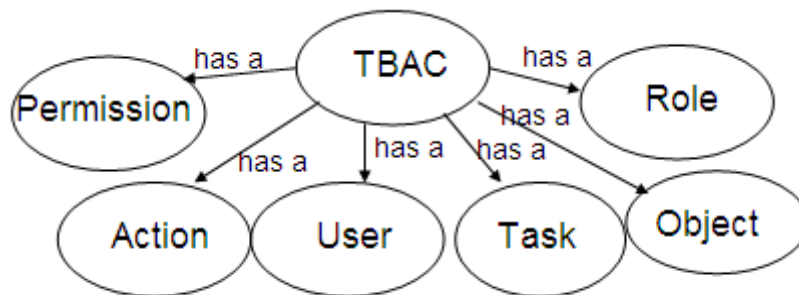 has a
TBAC
has a
Permission
Role
has a
has a
has a
has a
Action
User
Task
Object